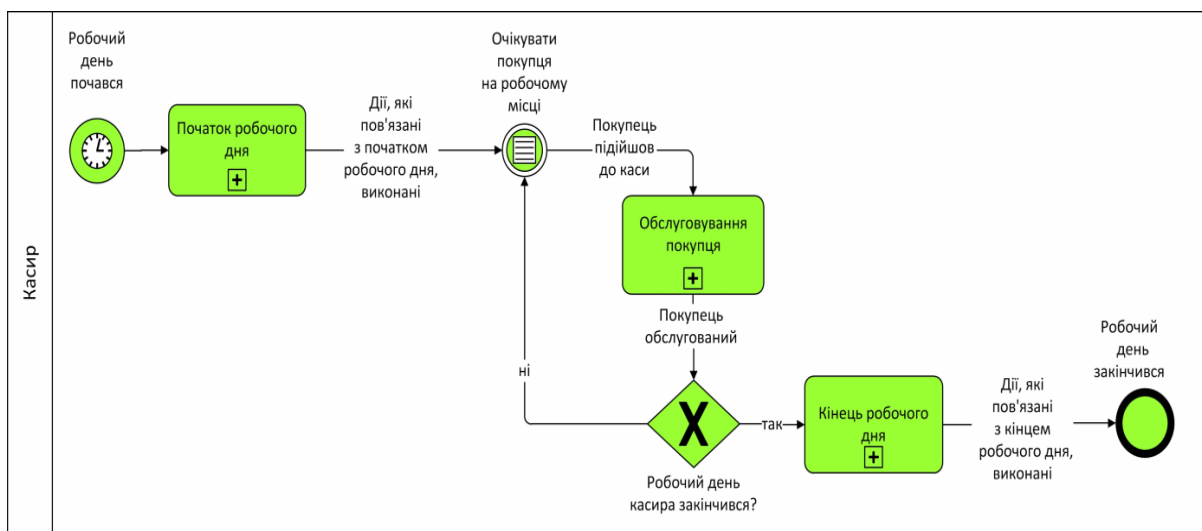 Касир
Робочий
день
почався
Початок робочого
дня
Дії, які
пов'язані
з початком
робочого дня,
виконані
Очікувати
покупця
на робочому
місці
Покупець
підійшов
до каси
Обслуговування
покупця
Покупець
обслугований
ні
Робочий день
касира закінчився?
так
Кінець робочого
дня
Дії, які
пов'язані
з кінцем
робочого дня,
виконані
Робочий
день
закінчився